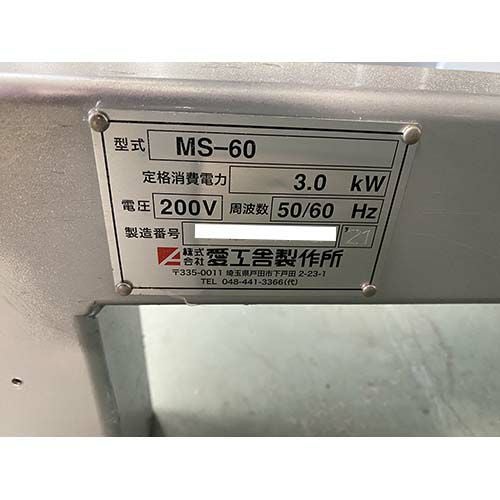 型式 MS-60
定格消費電力 3.0 kW
電圧 200V 周波数 50/60 Hz
製造番号 '21
株式会社 愛工舎製作所
〒335-0011 埼玉県戸田市下戸田 2-23-1
TEL 048-441-3366(代)